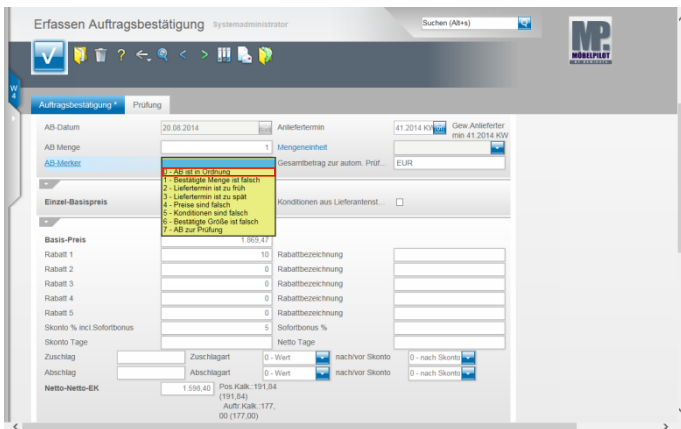 Erfassen Auftragsbestätigung Systemadministrator Suchen (Alt+s)
MÖBELPILOT
W
4
Auftragsbestätigung * Prüfung
AB-Datum 20.08.2014 Anliefertermin 41.2014 KW Gew.Anlieferter
min 41.2014 KW
AB Menge 1 Mengeneinheit
AB-Merker Gesamtbetrag zur autom. Prüf... EUR
0 - AB ist in Ordnung
1 - Bestätigte Menge ist falsch
2 - Liefertermin ist zu früh
3 - Liefertermin ist zu spät
4 - Preise sind falsch
5 - Konditionen sind falsch
6 - Bestätigte Größe ist falsch
7 - AB zur Prüfung
Einzel-Basispreis Konditionen aus Lieferantenst...
Basis-Preis 1.869,47
Rabatt 1 10 Rabattbezeichnung
Rabatt 2 0 Rabattbezeichnung
Rabatt 3 0 Rabattbezeichnung
Rabatt 4 0 Rabattbezeichnung
Rabatt 5 0 Rabattbezeichnung
Skonto % incl.Sofortbonus 5 Sofortbonus %
Skonto Tage Netto Tage
Zuschlag Zuschlagart 0 - Wert nach/vor Skonto 0 - nach Skonto
Abschlag Abschlagart 0 - Wert nach/vor Skonto 0 - nach Skonto
Netto-Netto-EK 1.598,40 Pos.Kalk.:191,84
(191,84)
Auftr.Kalk.:177,
00 (177,00)